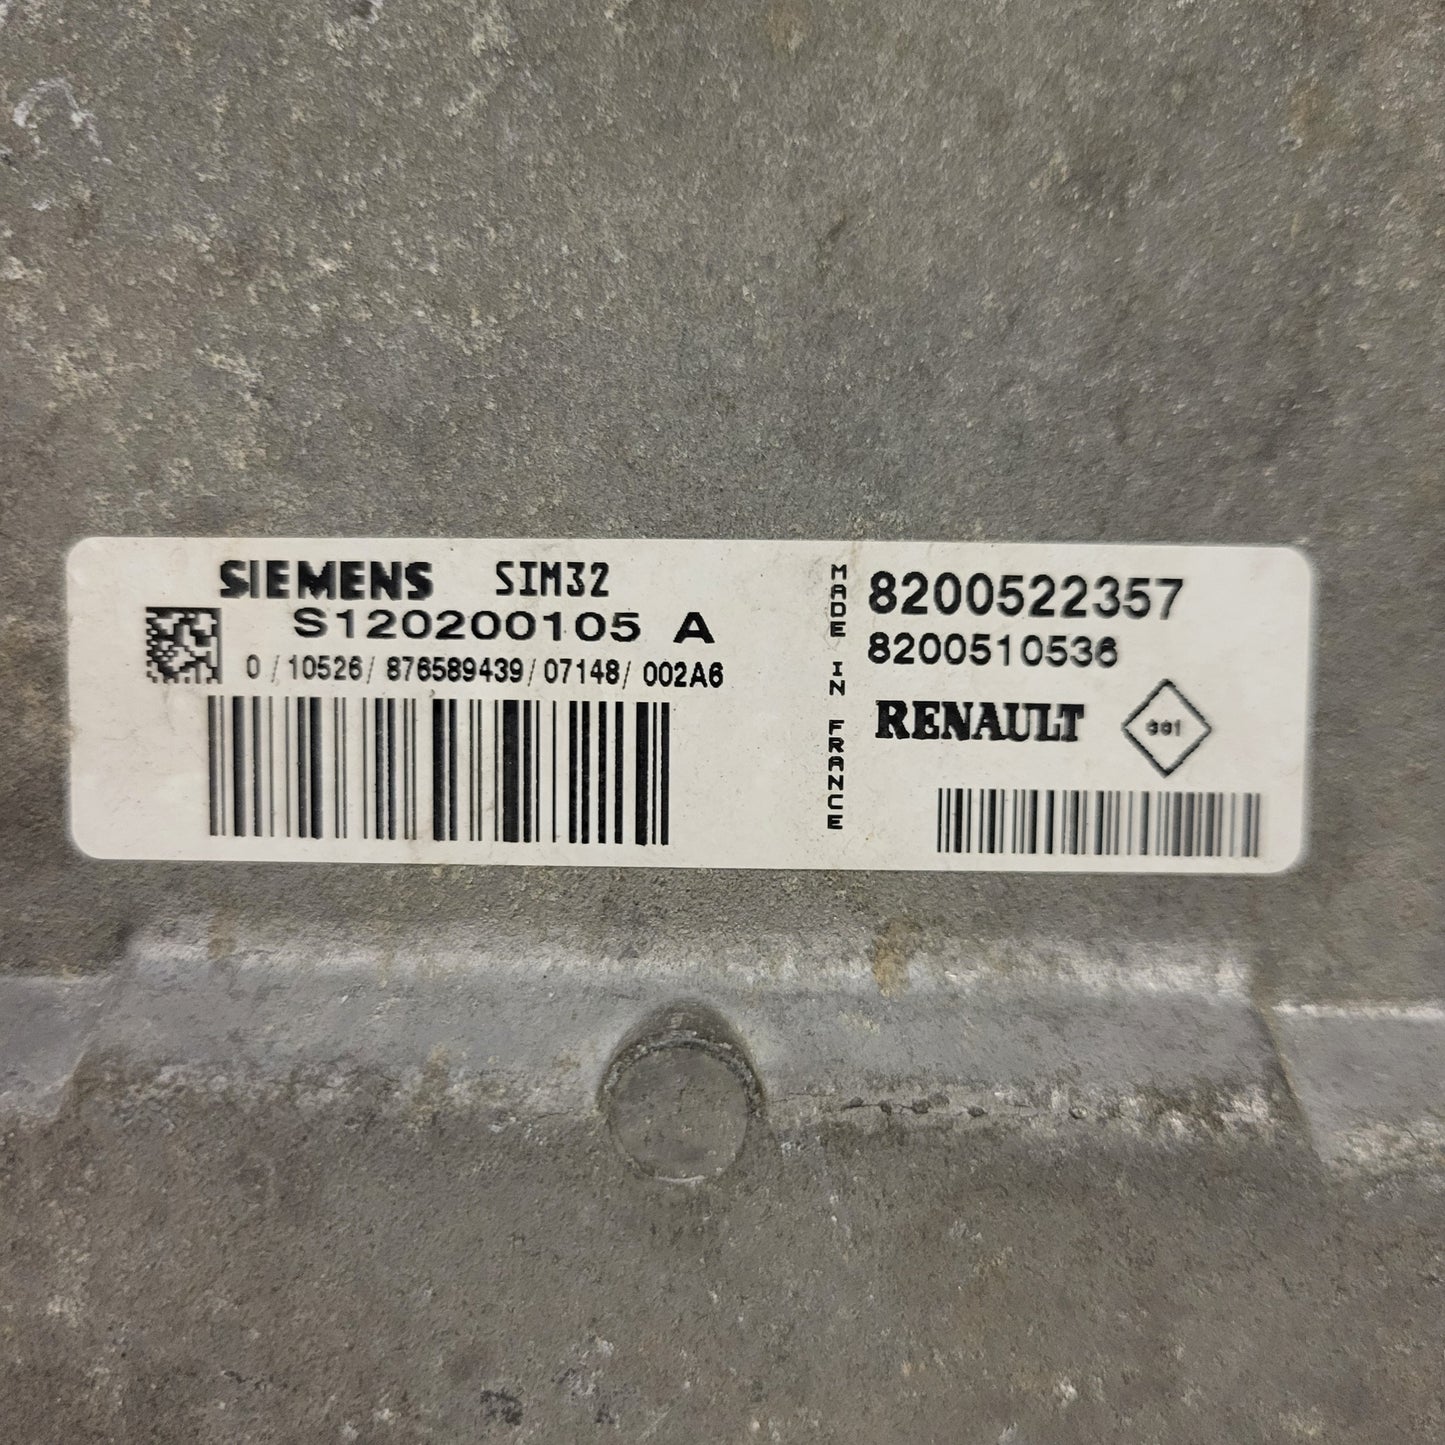 SIEMENS SIM32
S120200105 A
0 / 10526 / 876589439 / 07148 / 002A6
MADE IN FRANCE
8200522357
8200510536
RENAULT